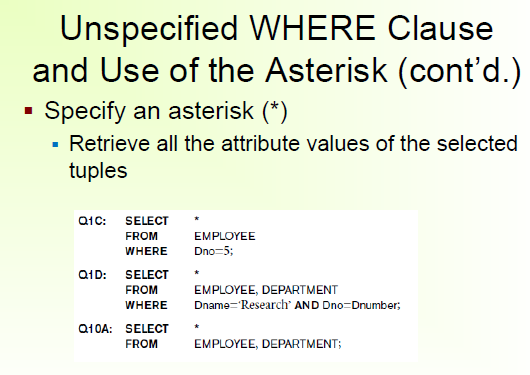 Unspecified WHERE Clause
and Use of the Asterisk (cont’d.)
▪ Specify an asterisk (*)
▪ Retrieve all the attribute values of the selected
tuples
Q1C: SELECT *
FROM EMPLOYEE
WHERE Dno=5;
Q1D: SELECT *
FROM EMPLOYEE, DEPARTMENT
WHERE Dname=‘Research’ AND Dno=Dnumber;
Q10A: SELECT *
FROM EMPLOYEE, DEPARTMENT;